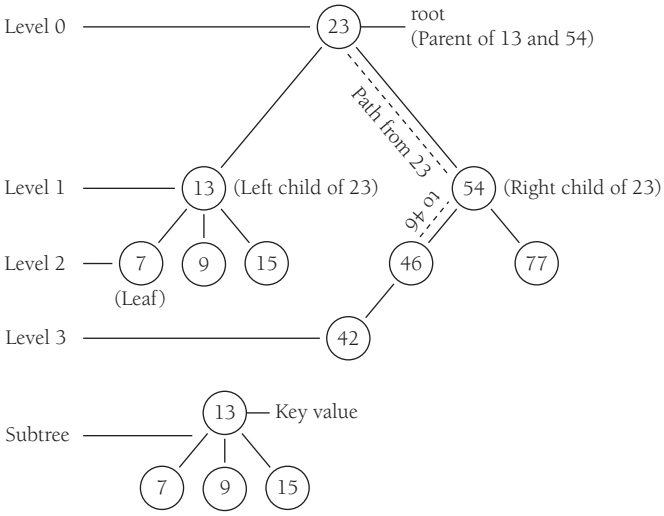 Level 0
23
root
(Parent of 13 and 54)
Path from 23
to 46
Level 1
13
(Left child of 23)
54
(Right child of 23)
Level 2
7
9
15
46
77
(Leaf)
Level 3
42
13
Key value
Subtree
7
9
15